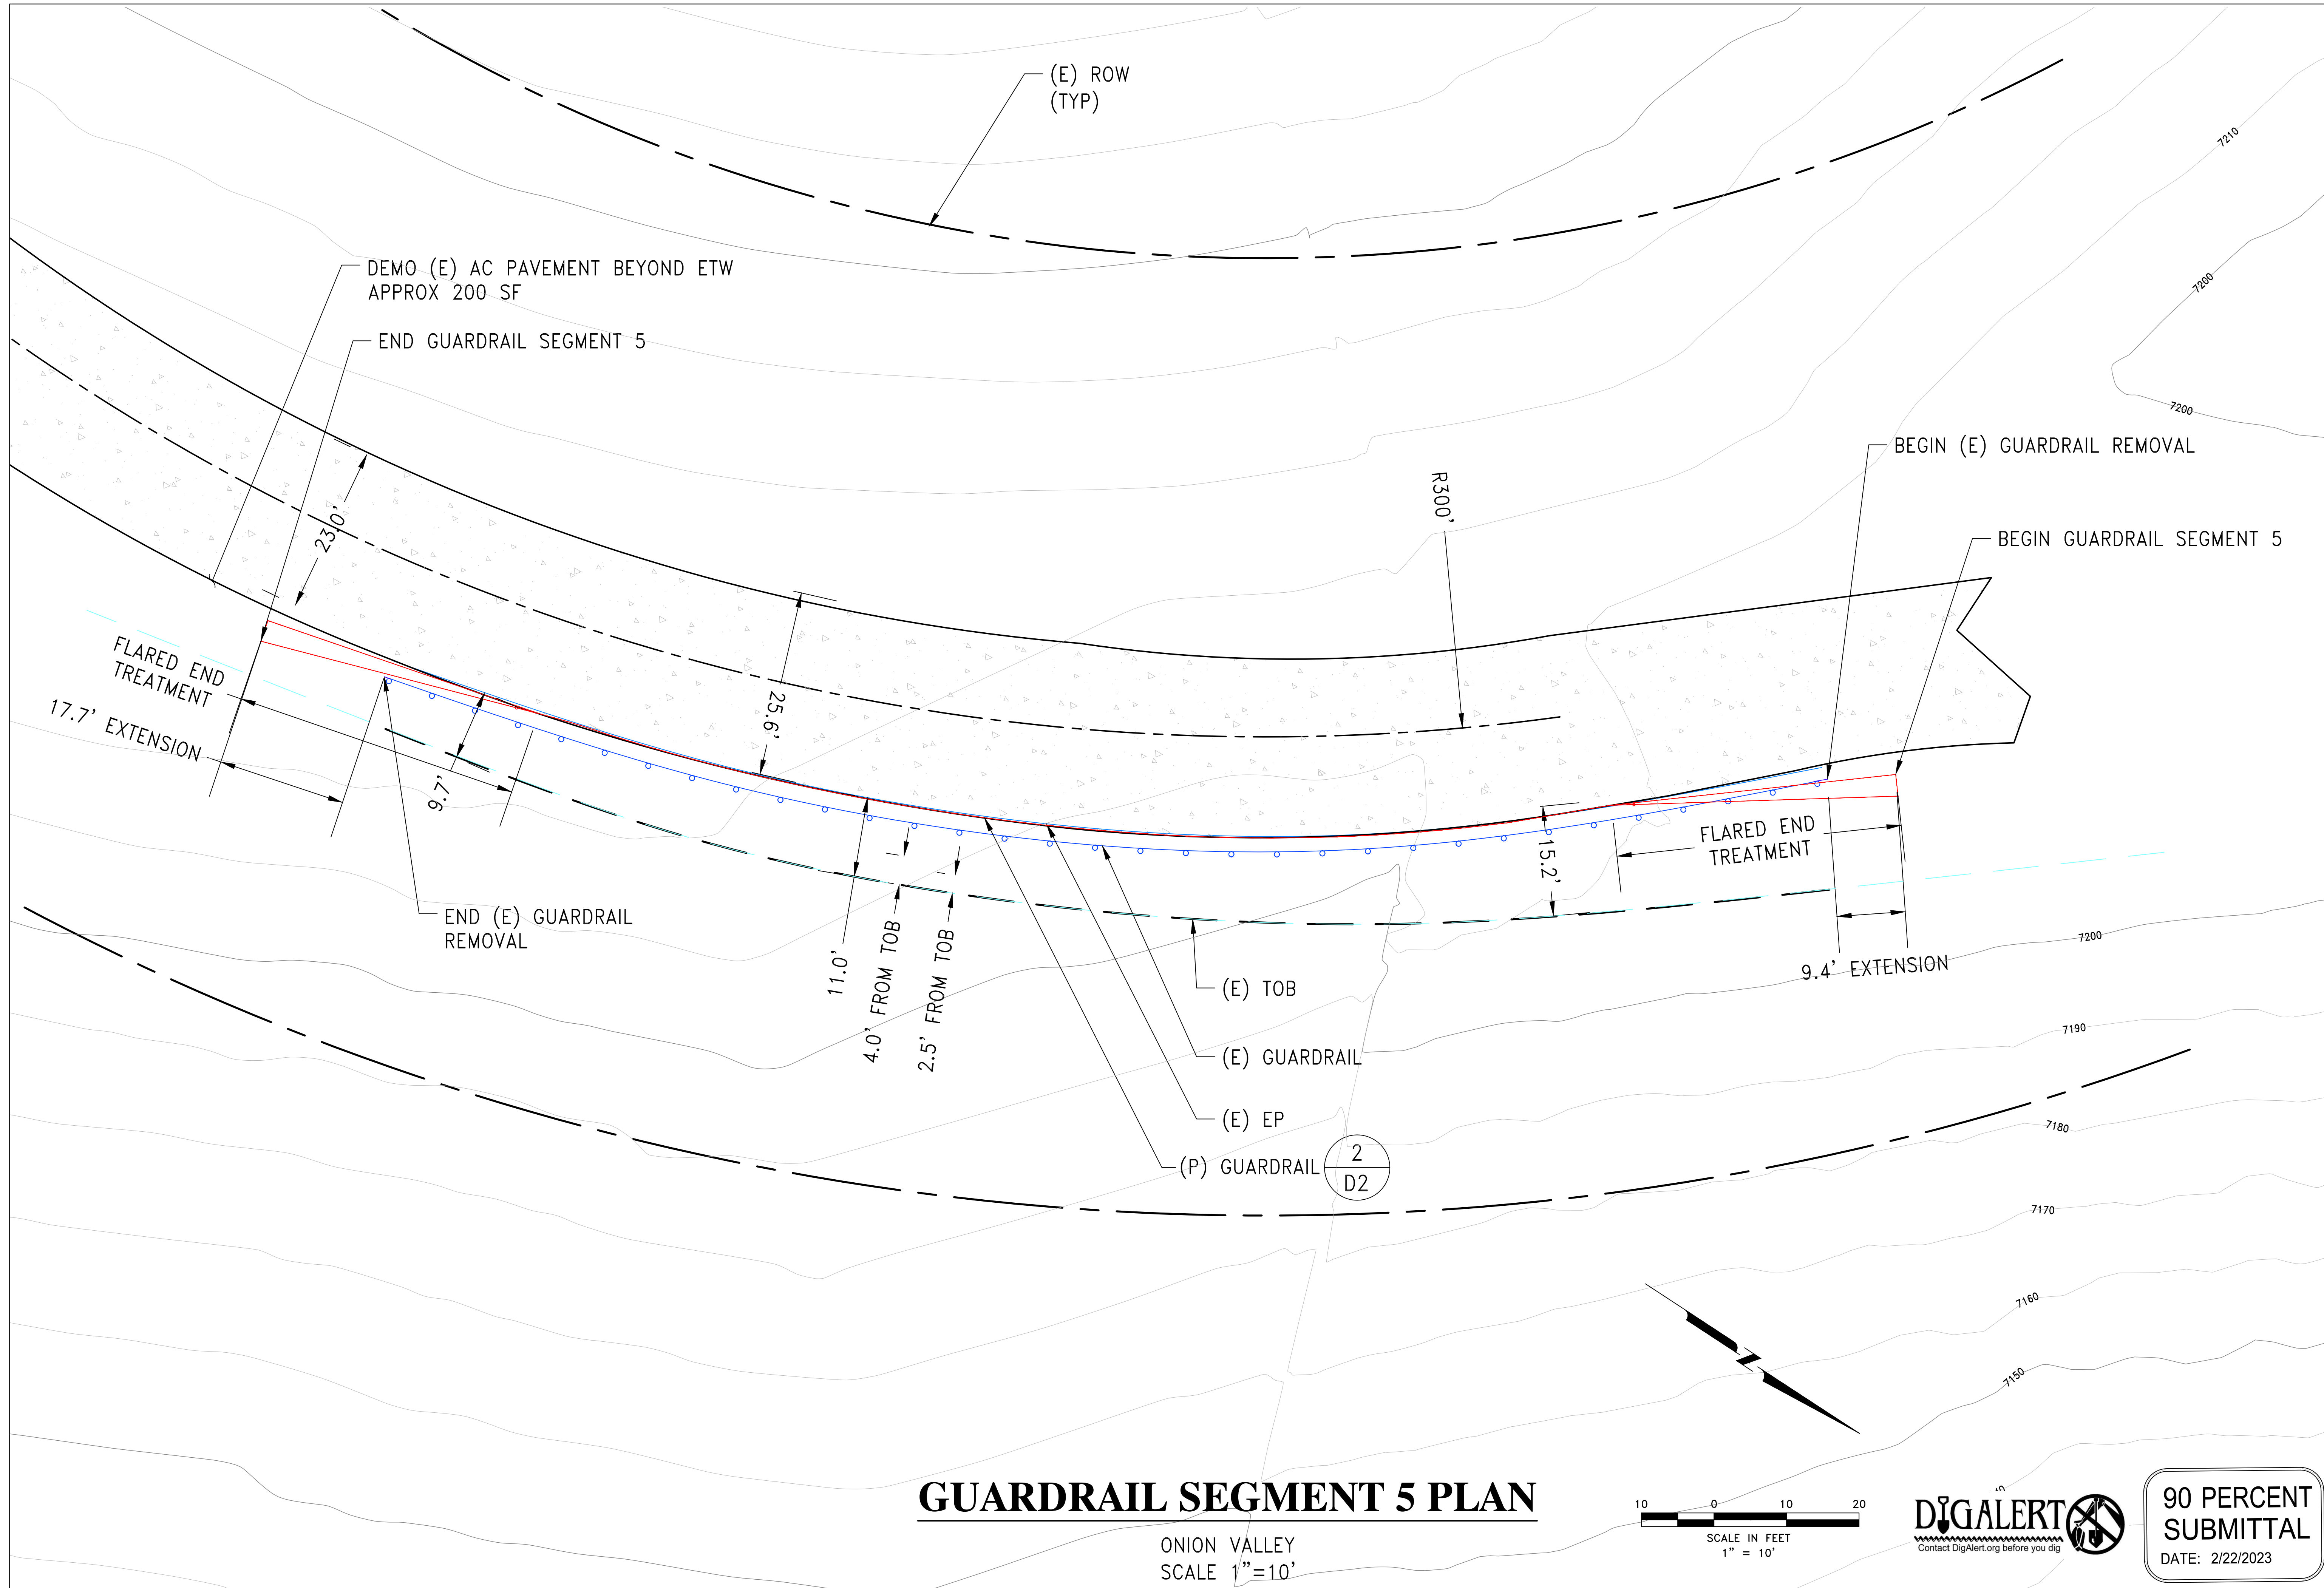 (E) ROW
(TYP)
7210
7200
7200
DEMO (E) AC PAVEMENT BEYOND ETW
APPROX 200 SF
END GUARDRAIL SEGMENT 5
BEGIN (E) GUARDRAIL REMOVAL
BEGIN GUARDRAIL SEGMENT 5
R300'
23.0'
25.6'
FLARED END
TREATMENT
17.7' EXTENSION
9.7'
15.2'
FLARED END
TREATMENT
END (E) GUARDRAIL
REMOVAL
11.0'
4.0' FROM TOB
2.5' FROM TOB
(E) TOB
9.4' EXTENSION
7200
(E) GUARDRAIL
7190
(E) EP
7180
(P) GUARDRAIL
2
D2
7170
7160
7150
GUARDRAIL SEGMENT 5 PLAN
ONION VALLEY
SCALE 1"=10'
10 0 10 20
SCALE IN FEET
1" = 10'
DIGALERT
Contact DigAlert.org before you dig
90 PERCENT
SUBMITTAL
DATE: 2/22/2023